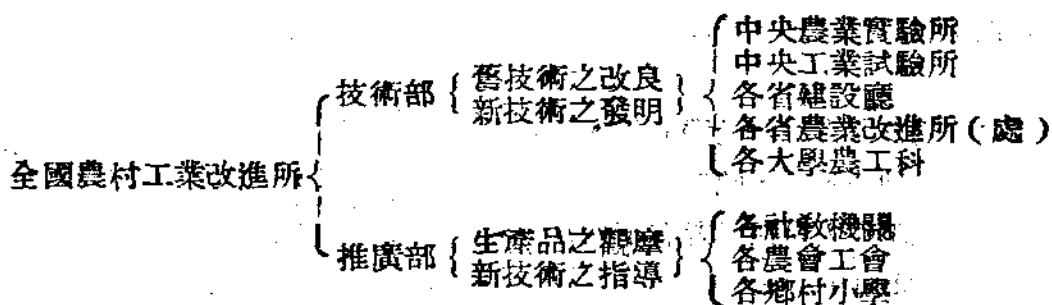 全國農村工業改進所
技術部
舊技術之改良
新技術之發明
中央農業實驗所
中央工業試驗所
各省建設廳
各省農業改進所(處)
各大學農工科
推廣部
生產品之觀摩
新技術之指導
各社教機關
各農會工會
各鄉村小學